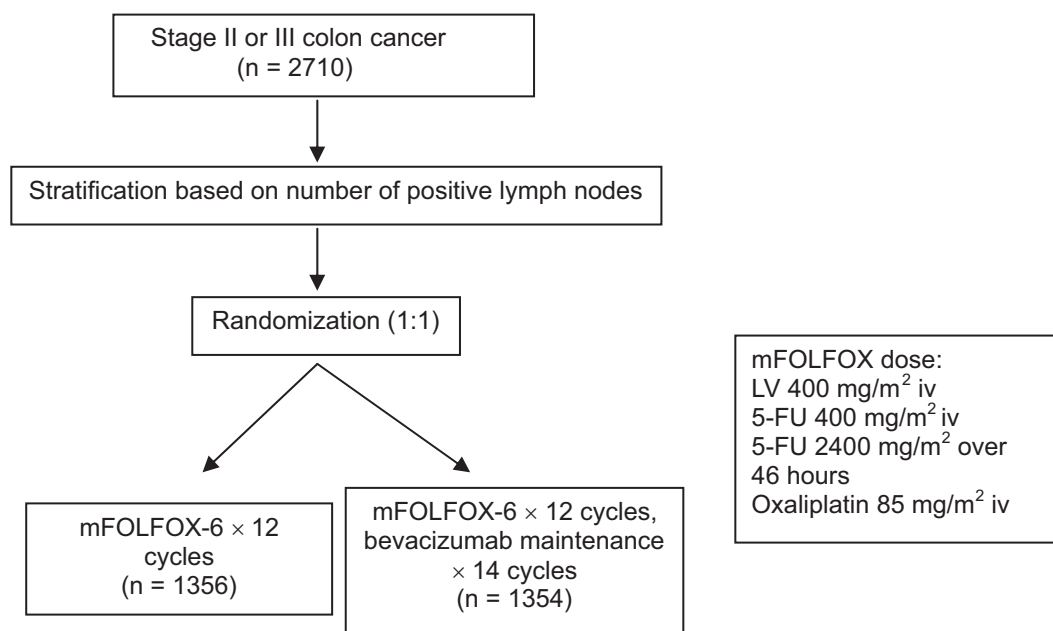 Stage II or III colon cancer
(n = 2710)
Stratification based on number of positive lymph nodes
Randomization (1:1)
mFOLFOX dose:
LV 400 mg/m² iv
5-FU 400 mg/m² iv
5-FU 2400 mg/m² over
46 hours
Oxaliplatin 85 mg/m² iv
mFOLFOX-6 × 12
cycles
(n = 1356)
mFOLFOX-6 × 12 cycles,
bevacizumab maintenance
× 14 cycles
(n = 1354)